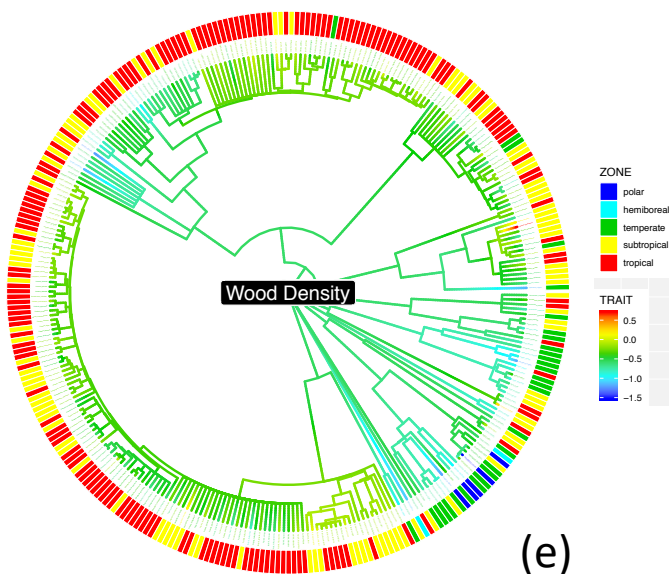 Wood Density
ZONE
polar
hemiboreal
temperate
subtropical
tropical
TRAIT
0.5
0.0
−0.5
−1.0
−1.5
(e)